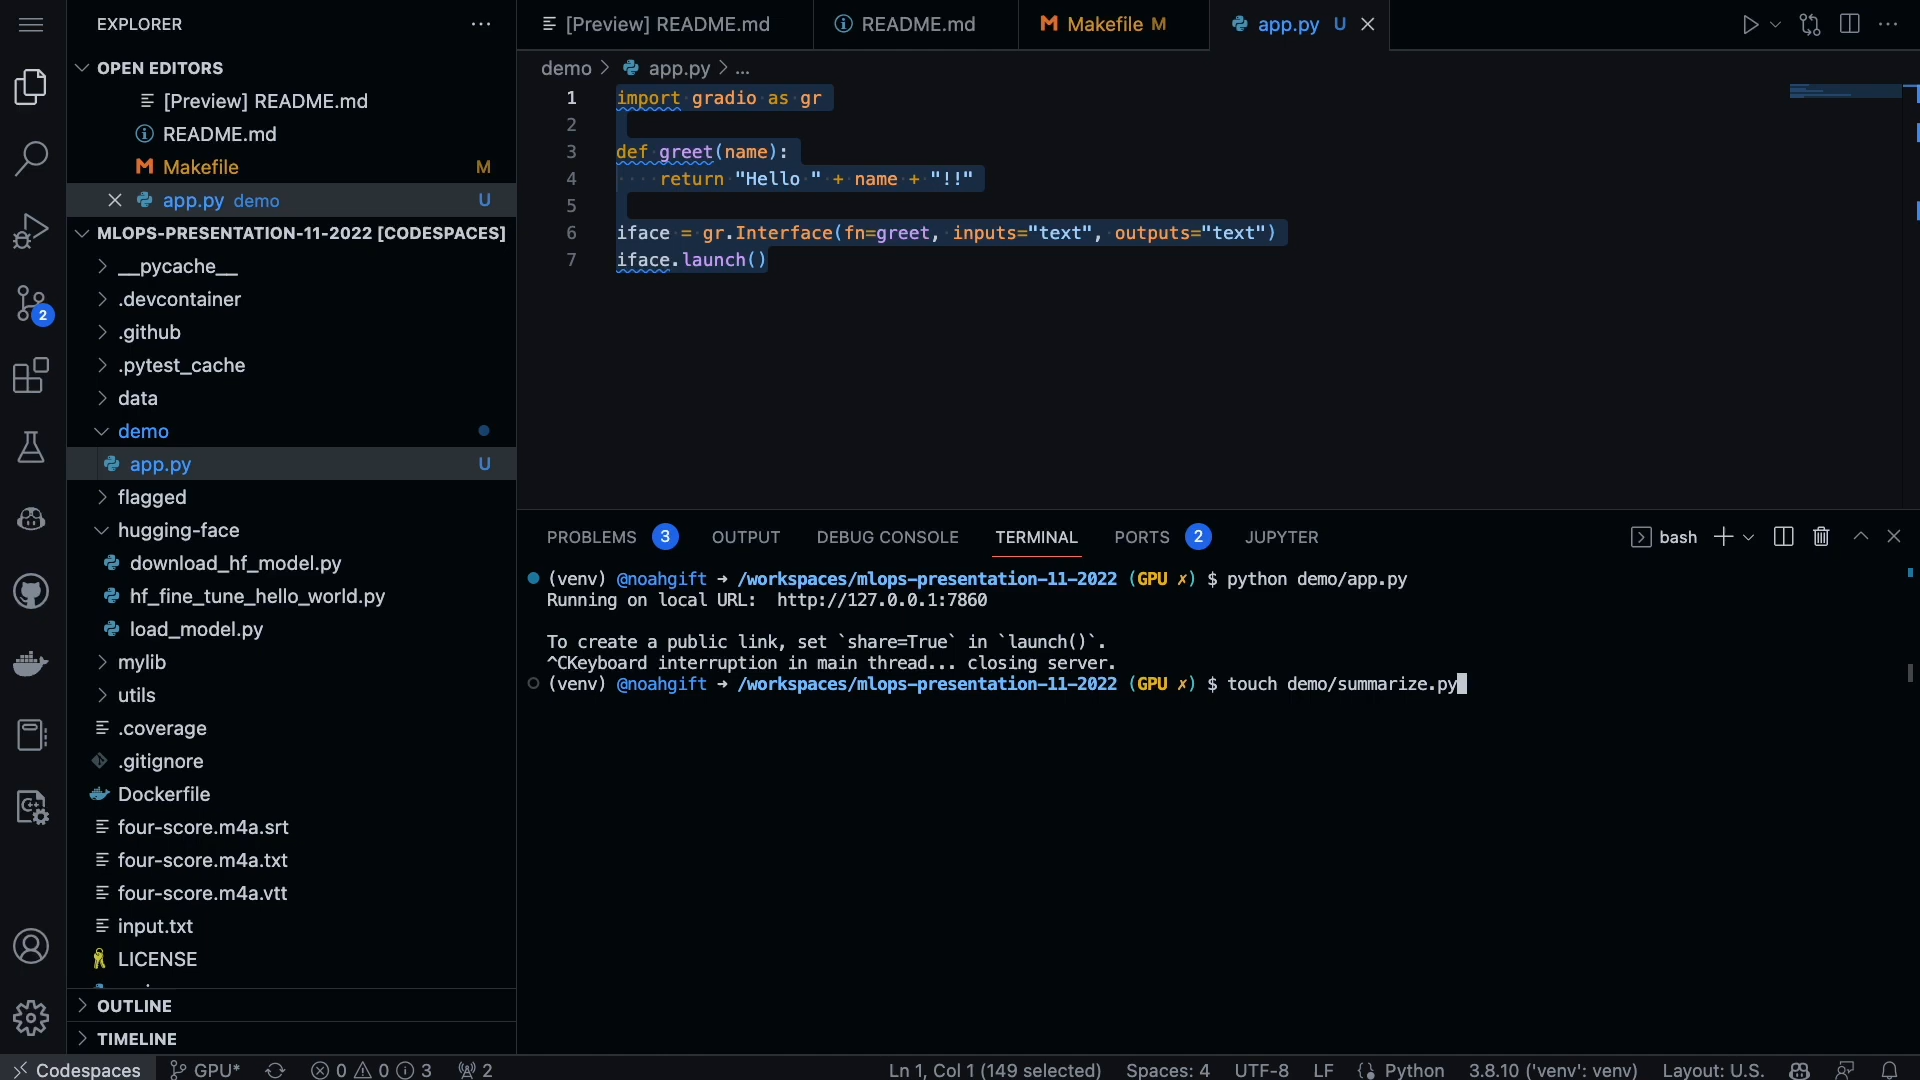 EXPLORER
OPEN EDITORS
[Preview] README.md
README.md
Makefile M
app.py demo U
MLOPS-PRESENTATION-11-2022 [CODESPACES]
__pycache__
.devcontainer
.github
.pytest_cache
data
demo
app.py U
flagged
hugging-face
download_hf_model.py
hf_fine_tune_hello_world.py
load_model.py
mylib
utils
.coverage
.gitignore
Dockerfile
four-score.m4a.srt
four-score.m4a.txt
four-score.m4a.vtt
input.txt
LICENSE
OUTLINE
TIMELINE
2
[Preview] README.md README.md Makefile M app.py U
demo > app.py > ...
1 import gradio as gr
2
3 def greet(name):
4 return "Hello " + name + "!!"
5
6 iface = gr.Interface(fn=greet, inputs="text", outputs="text")
7 iface.launch()
PROBLEMS 3 OUTPUT DEBUG CONSOLE TERMINAL PORTS 2 JUPYTER bash
(venv) @noahgift → /workspaces/mlops-presentation-11-2022 (GPU ✗) $ python demo/app.py
Running on local URL: http://127.0.0.1:7860
To create a public link, set `share=True` in `launch()`.
^CKeyboard interruption in main thread... closing server.
(venv) @noahgift → /workspaces/mlops-presentation-11-2022 (GPU ✗) $ touch demo/summarize.py
Codespaces GPU* 0 0 3 2 Ln 1, Col 1 (149 selected) Spaces: 4 UTF-8 LF Python 3.8.10 ('venv': venv) Layout: U.S.